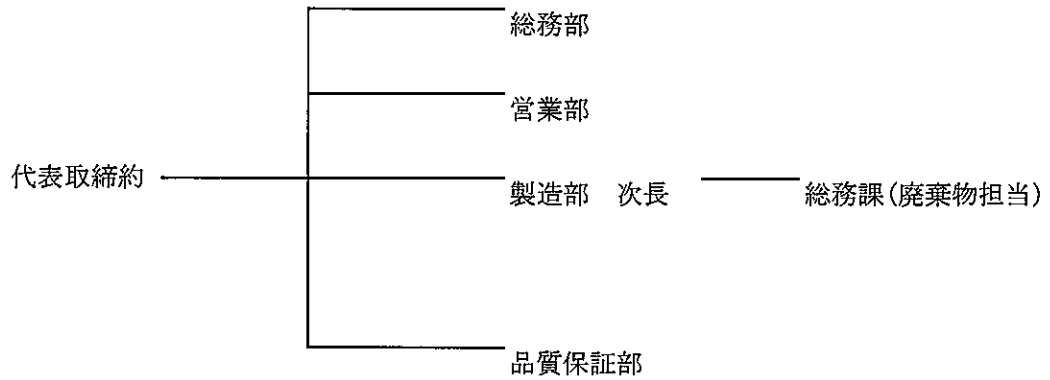 総務部
営業部
代表取締約
製造部 次長
総務課(廃棄物担当)
品質保証部